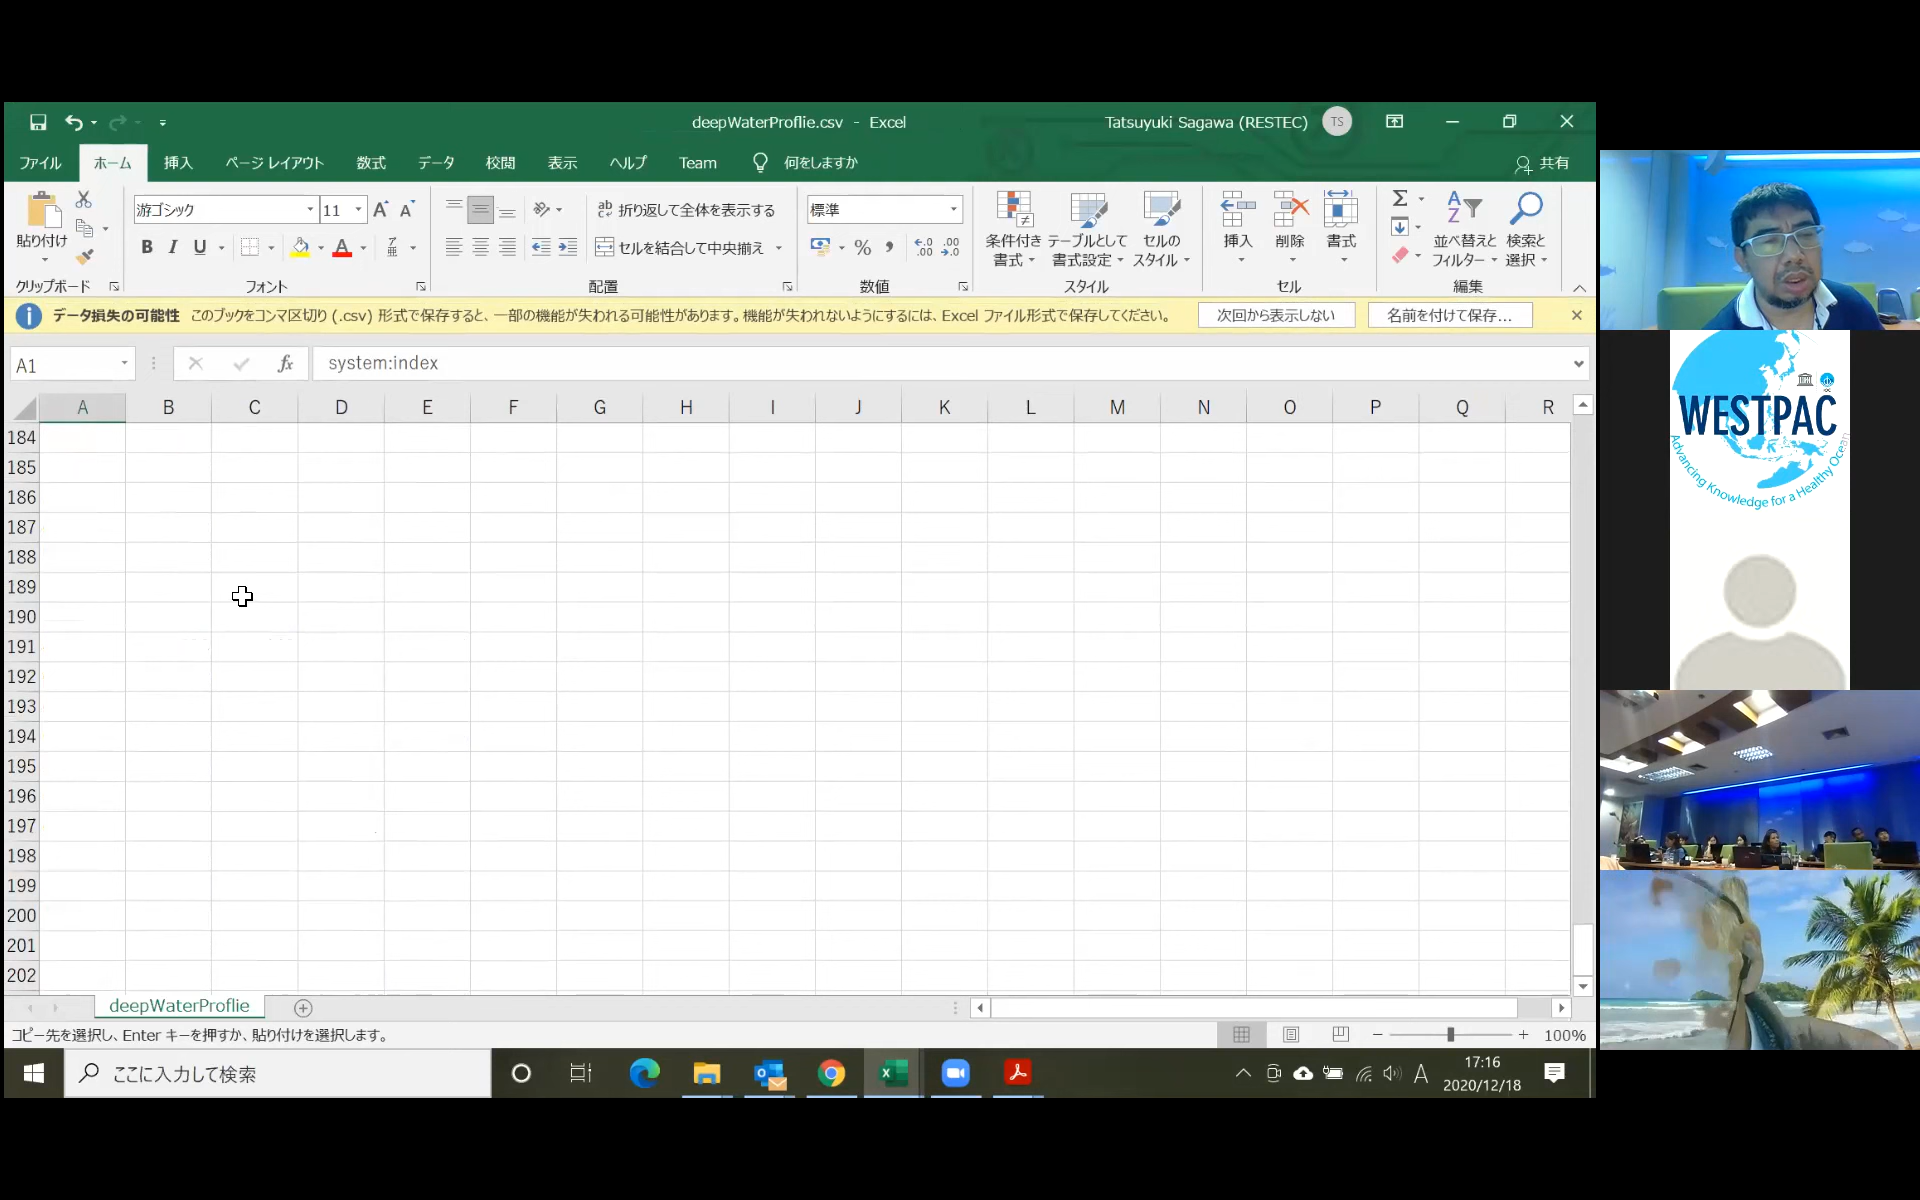 deepWaterProflie.csv - Excel
Tatsuyuki Sagawa (RESTEC) TS
ファイル ホーム 挿入 ページ レイアウト 数式 データ 校閲 表示 ヘルプ Team 何をしますか 共有
游ゴシック 11 折り返して全体を表示する 標準
貼り付け B I U A セルを結合して中央揃え % 条件付き書式 テーブルとして書式設定 セルのスタイル 挿入 削除 書式 並べ替えとフィルター 検索と選択
クリップボード フォント 配置 数値 スタイル セル 編集
データ損失の可能性 このブックをコンマ区切り (.csv) 形式で保存すると、一部の機能が失われる可能性があります。機能が失われないようにするには、Excel ファイル形式で保存してください。 次回から表示しない 名前を付けて保存...
A1 fx system:index
A B C D E F G H I J K L M N O P Q R
184
185
186
187
188
189
190
191
192
193
194
195
196
197
198
199
200
201
202
deepWaterProflie
コピー先を選択し、Enter キーを押すか、貼り付けを選択します。 100%
ここに入力して検索
A 17:16
2020/12/18
WESTPAC
Advancing Knowledge for a Healthy Ocean